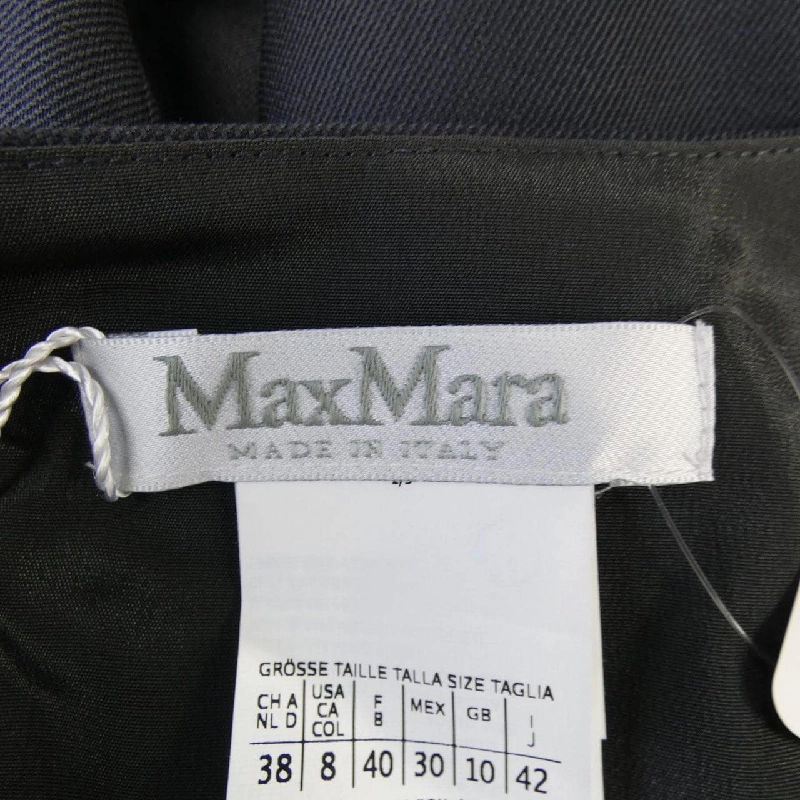 MaxMara
MADE IN ITALY
GRÖSSE TAILLE TALLA SIZE TAGLIA
CH A NL D | USA CA COL | F B | MEX | GB | I J
38 | 8 | 40 | 30 | 10 | 42